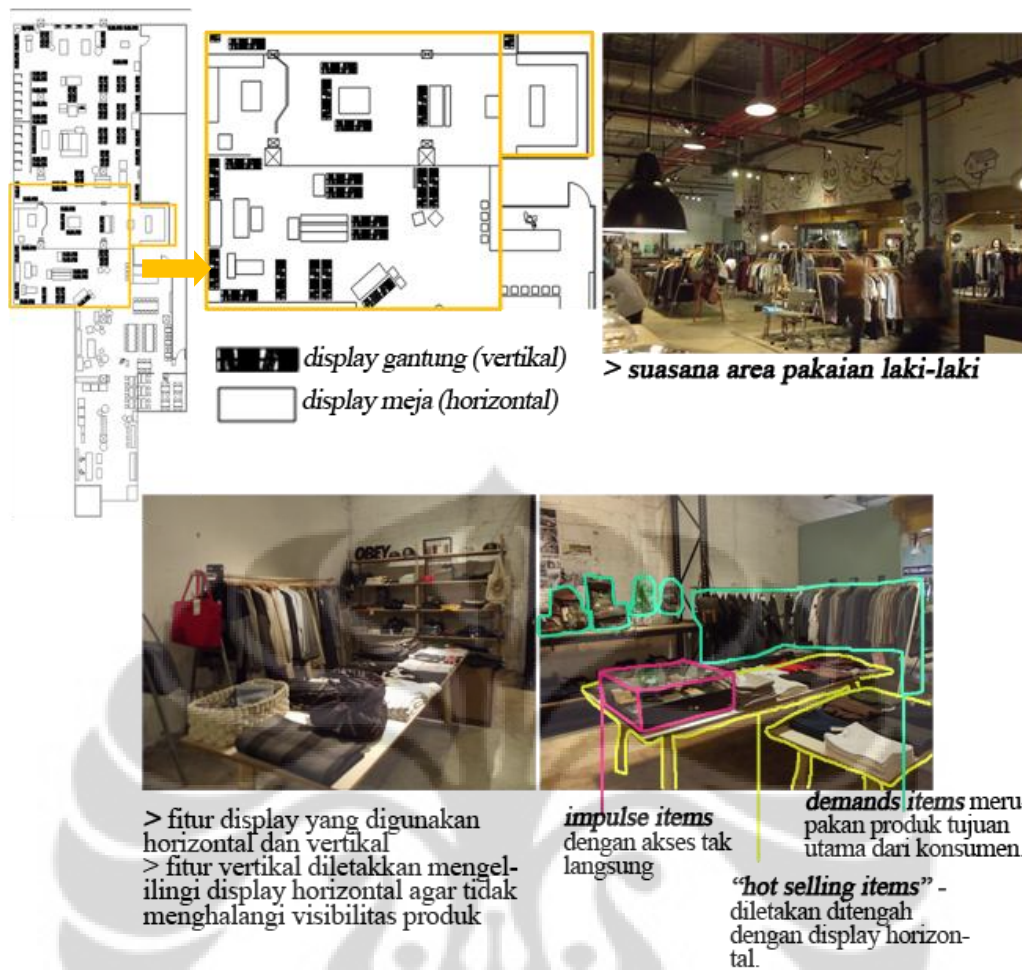 display gantung (vertikal)
display meja (horizontal)
> suasana area pakaian laki-laki
OBEY
> fitur display yang digunakan
horizontal dan vertikal
> fitur vertikal diletakkan mengel-
ilingi display horizontal agar tidak
menghalangi visibilitas produk
impulse items
dengan akses tak
langsung
demands items meru
pakan produk tujuan
utama dari konsumen.
“hot selling items” -
diletakan ditengah
dengan display horizon-
tal.